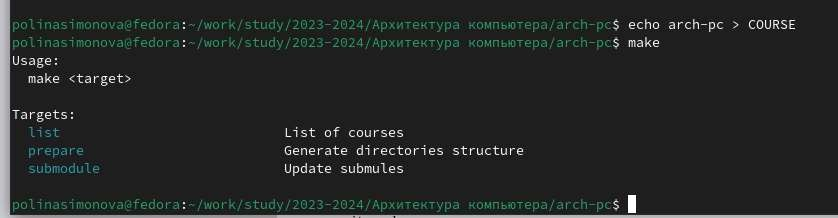 polinasimonova@fedora:~/work/study/2023-2024/Архитектура компьютера/arch-pc$ echo arch-pc > COURSE
polinasimonova@fedora:~/work/study/2023-2024/Архитектура компьютера/arch-pc$ make
Usage:
  make <target>

Targets:
  list                            List of courses
  prepare                         Generate directories structure
  submodule                       Update submules

polinasimonova@fedora:~/work/study/2023-2024/Архитектура компьютера/arch-pc$